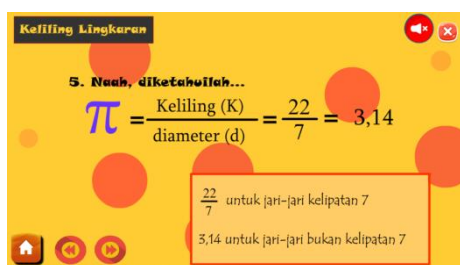 Keliling Lingkaran
5. Naah, diketahuilah...
π = Keliling (K) / diameter (d) = 22/7 = 3,14
22/7 untuk jari-jari kelipatan 7
3,14 untuk jari-jari bukan kelipatan 7